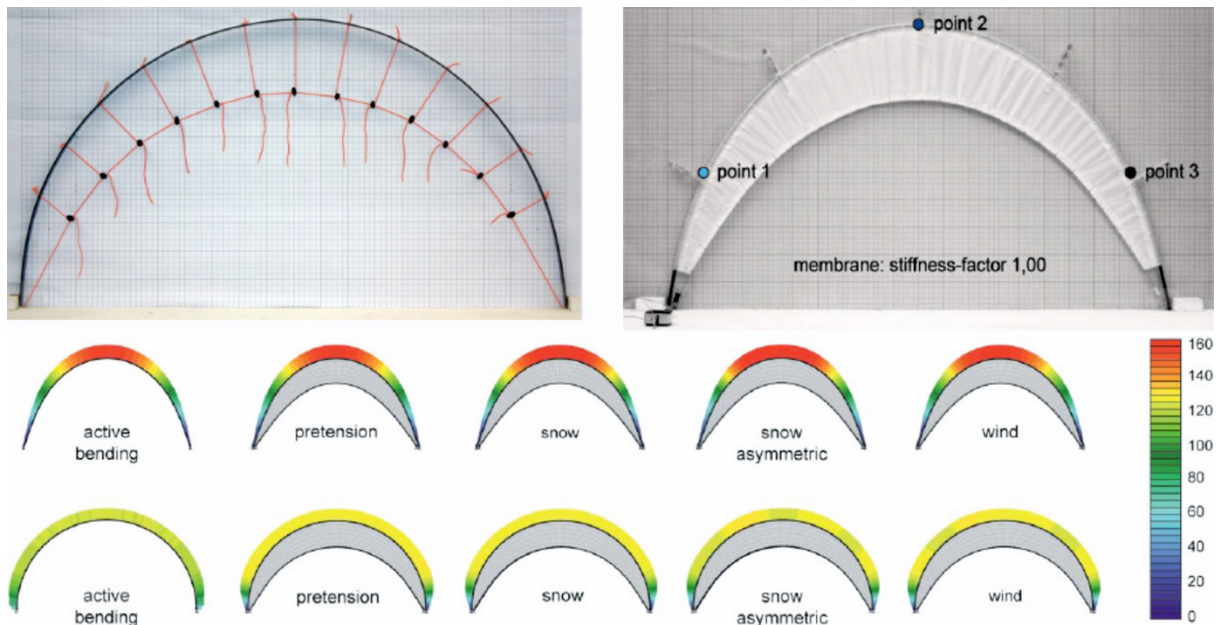 point 2
point 1
point 3
membrane: stiffness-factor 1,00
active
bending
pretension
snow
snow
asymmetric
wind
160
140
120
100
80
60
40
20
0
active
bending
pretension
snow
snow
asymmetric
wind